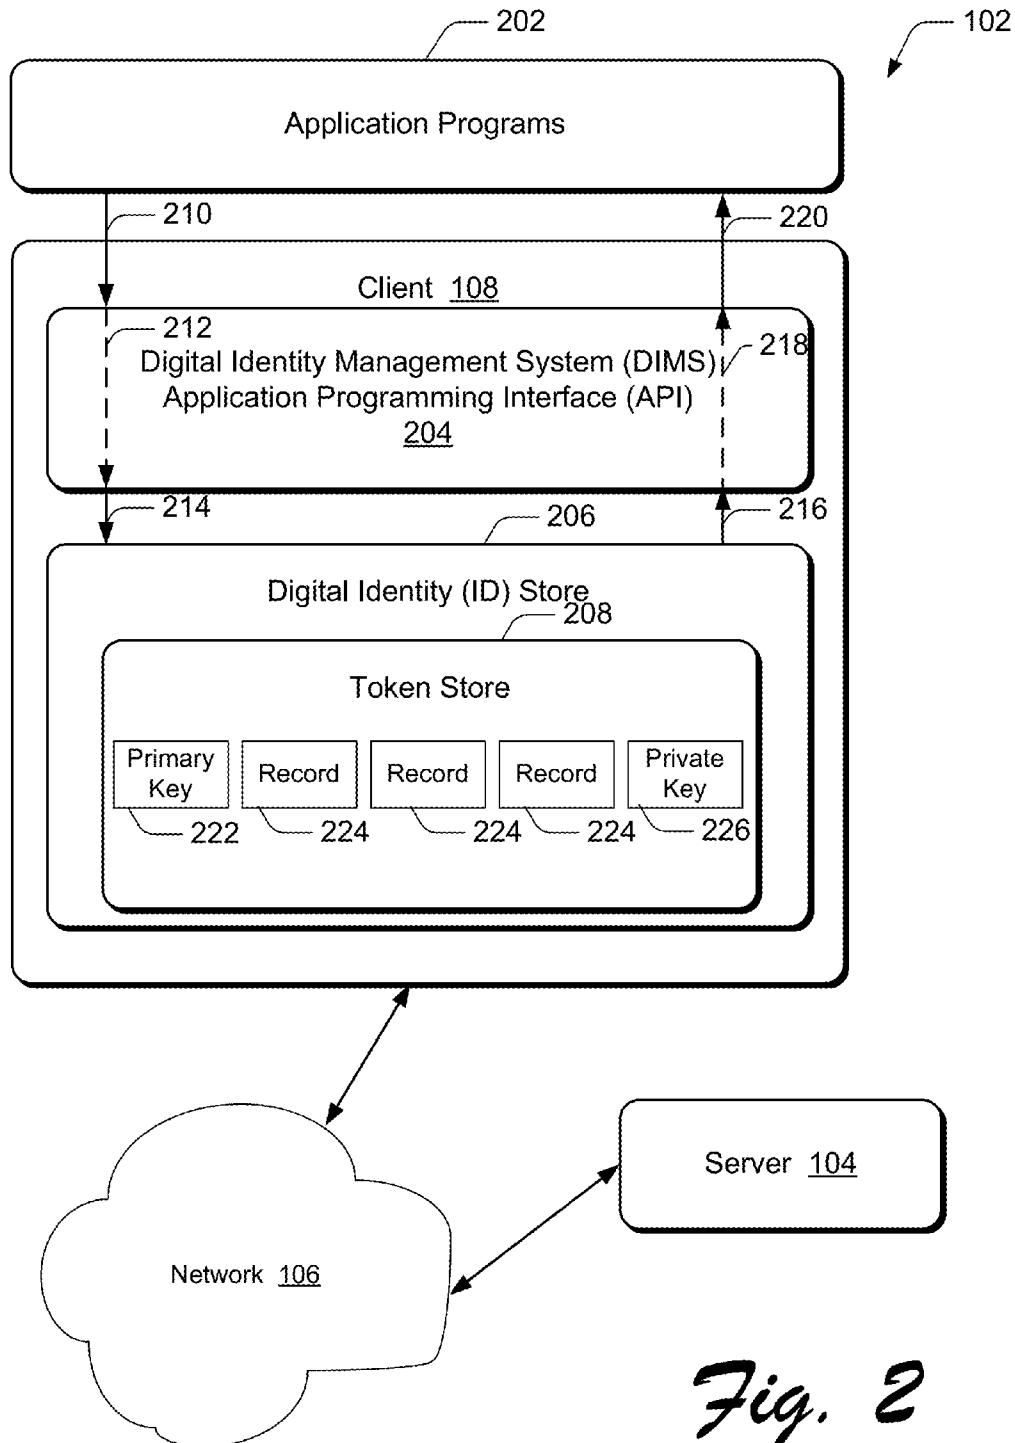 202
102
Application Programs
210
220
Client 108
212
218
Digital Identity Management System (DIMS)
Application Programming Interface (API)
204
214
216
206
Digital Identity (ID) Store
208
Token Store
Primary Key
Record
Record
Record
Private Key
222
224
224
224
226
Server 104
Network 106
Fig. 2